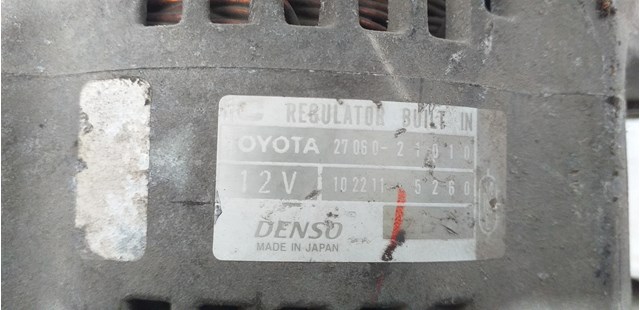 REGULATOR BUILT IN
TOYOTA 27060-21010
12V 102211 5260
DENSO
MADE IN JAPAN